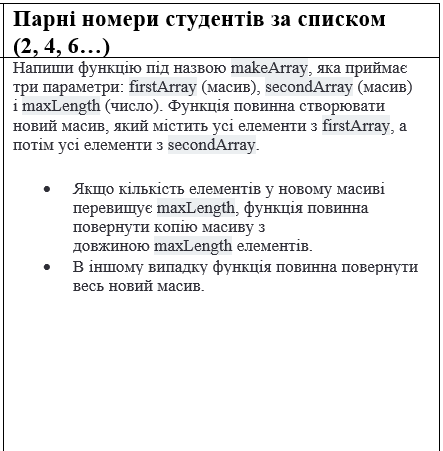 Парні номери студентів за списком
(2, 4, 6…)
Напиши функцію під назвою makeArray, яка приймає
три параметри: firstArray (масив), secondArray (масив)
і maxLength (число). Функція повинна створювати
новий масив, який містить усі елементи з firstArray, а
потім усі елементи з secondArray.
• Якщо кількість елементів у новому масиві
перевищує maxLength, функція повинна
повернути копію масиву з
довжиною maxLength елементів.
• В іншому випадку функція повинна повернути
весь новий масив.